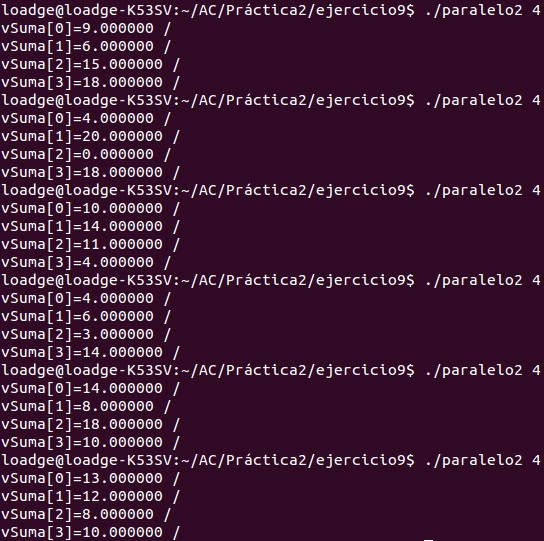 loadge@loadge-K53SV:~/AC/Práctica2/ejercicio9$ ./paralelo2 4
vSuma[0]=9.000000 /
vSuma[1]=6.000000 /
vSuma[2]=15.000000 /
vSuma[3]=18.000000 /
loadge@loadge-K53SV:~/AC/Práctica2/ejercicio9$ ./paralelo2 4
vSuma[0]=4.000000 /
vSuma[1]=20.000000 /
vSuma[2]=0.000000 /
vSuma[3]=18.000000 /
loadge@loadge-K53SV:~/AC/Práctica2/ejercicio9$ ./paralelo2 4
vSuma[0]=10.000000 /
vSuma[1]=14.000000 /
vSuma[2]=11.000000 /
vSuma[3]=4.000000 /
loadge@loadge-K53SV:~/AC/Práctica2/ejercicio9$ ./paralelo2 4
vSuma[0]=4.000000 /
vSuma[1]=6.000000 /
vSuma[2]=3.000000 /
vSuma[3]=14.000000 /
loadge@loadge-K53SV:~/AC/Práctica2/ejercicio9$ ./paralelo2 4
vSuma[0]=14.000000 /
vSuma[1]=8.000000 /
vSuma[2]=18.000000 /
vSuma[3]=10.000000 /
loadge@loadge-K53SV:~/AC/Práctica2/ejercicio9$ ./paralelo2 4
vSuma[0]=13.000000 /
vSuma[1]=12.000000 /
vSuma[2]=8.000000 /
vSuma[3]=10.000000 /